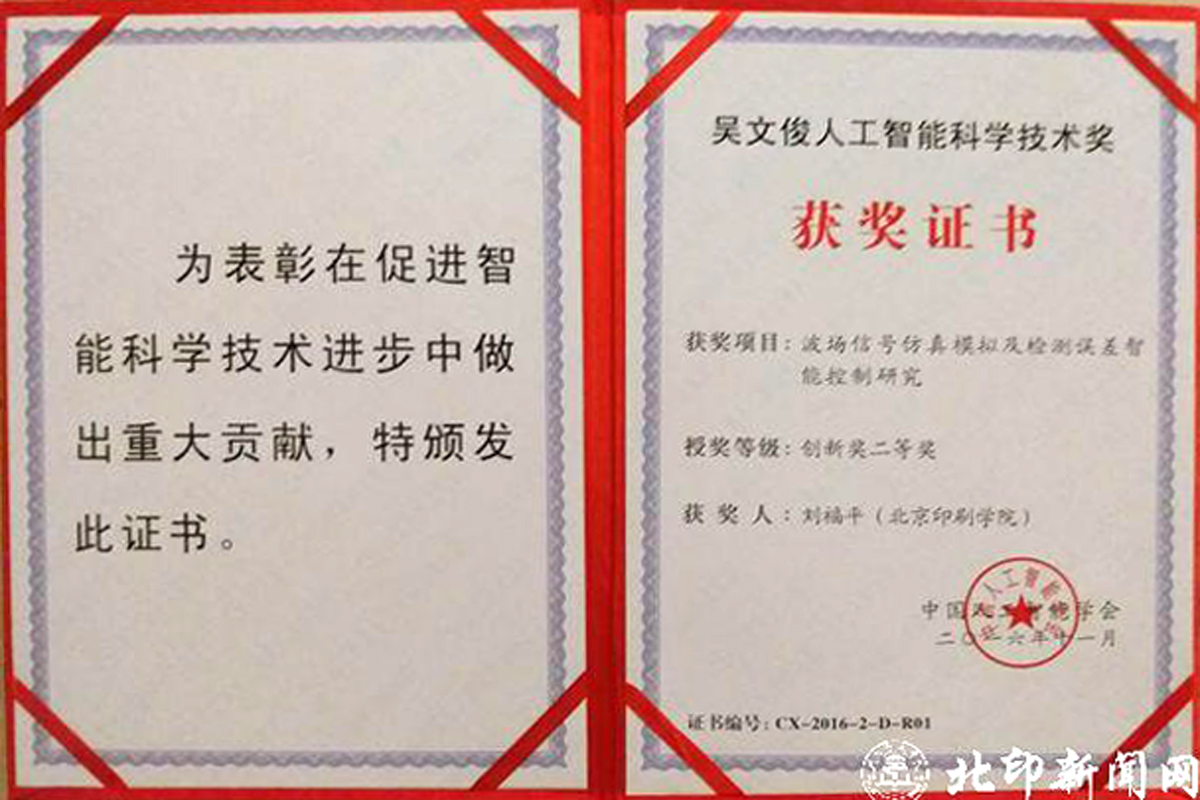 为表彰在促进智
能科学技术进步中做
出重大贡献，特颁发
此证书。
吴文俊人工智能科学技术奖
获奖证书
获奖项目：波场信号仿真模拟及检测误差智
能控制研究
授奖等级：创新奖二等奖
获奖人：刘福平（北京印刷学院）
中国人工智能学会
二〇一六年十一月
证书编号：CX-2016-2-D-R01
北印新闻网